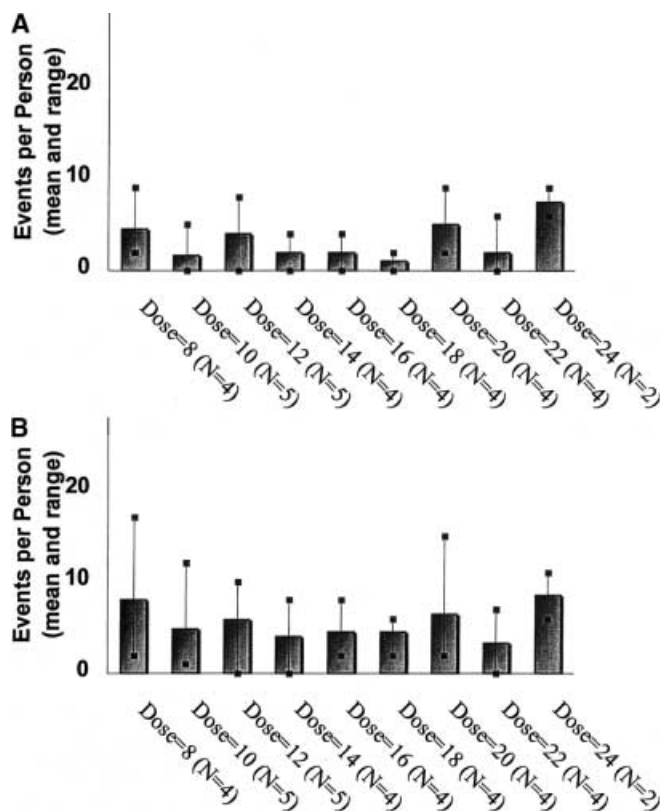 A
Events per Person
(mean and range)
20
10
0
Dose=8 (N=4)
Dose=10 (N=5)
Dose=12 (N=5)
Dose=14 (N=4)
Dose=16 (N=4)
Dose=18 (N=4)
Dose=20 (N=4)
Dose=22 (N=4)
Dose=24 (N=2)
B
Events per Person
(mean and range)
20
10
0
Dose=8 (N=4)
Dose=10 (N=5)
Dose=12 (N=5)
Dose=14 (N=4)
Dose=16 (N=4)
Dose=18 (N=4)
Dose=20 (N=4)
Dose=22 (N=4)
Dose=24 (N=2)